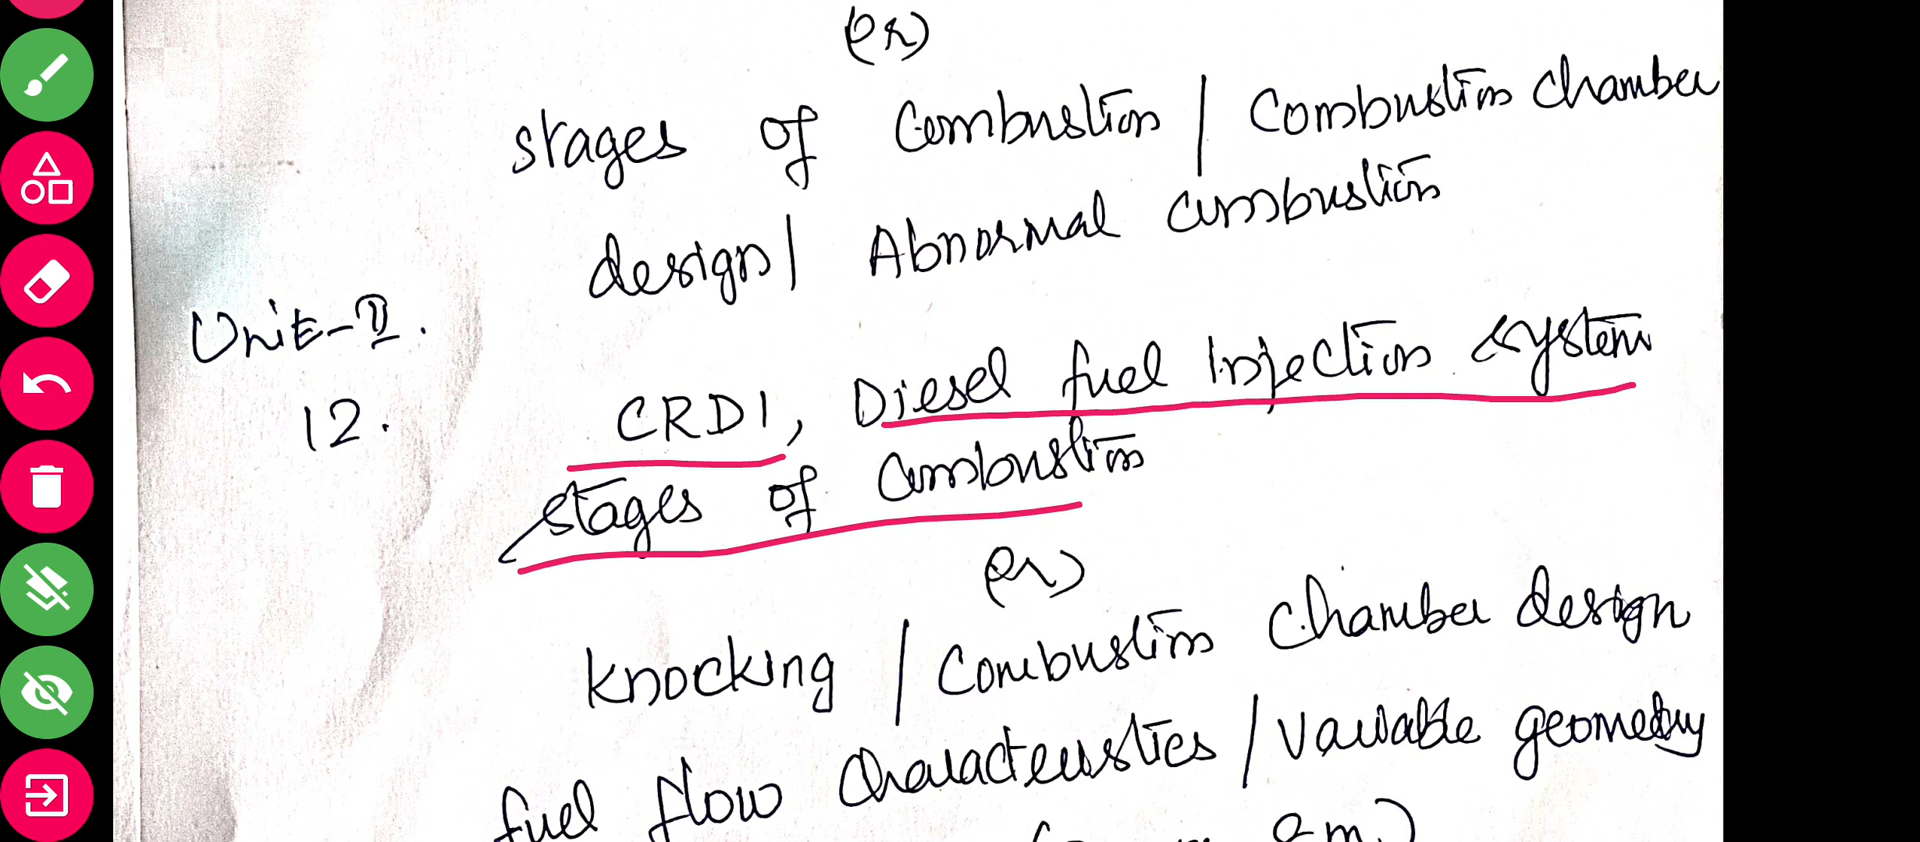 (or)
stages of Combustion / Combustion chamber
design / Abnormal combustion
Unit-II.
12. CRDI, Diesel fuel Injection system
stages of Combustion
(or)
Knocking / Combustion chamber design
fuel flow characteristics / variable geometry